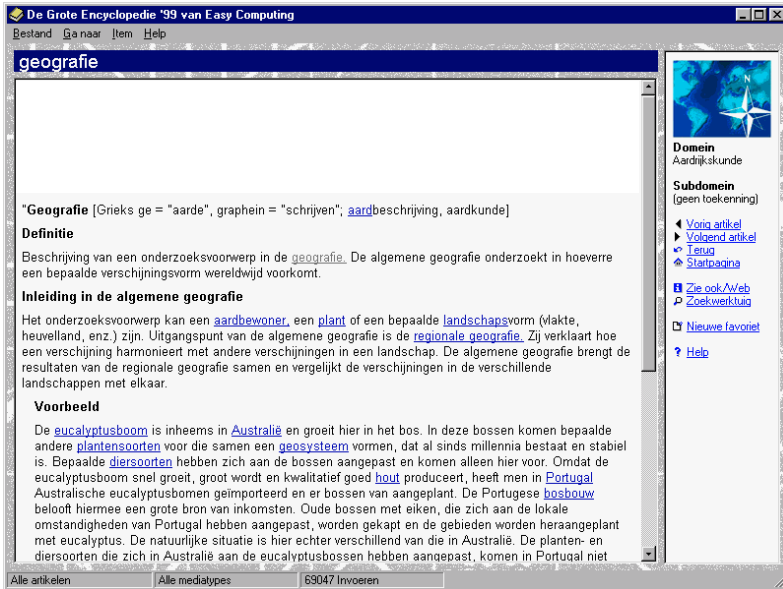 De Grote Encyclopedie '99 van Easy Computing
Bestand Ga naar Item Help
geografie
"Geografie [Grieks ge = "aarde", graphein = "schrijven"; aardbeschrijving, aardkunde]
Definitie
Beschrijving van een onderzoeksvoorwerp in de geografie. De algemene geografie onderzoekt in hoeverre
een bepaalde verschijningsvorm wereldwijd voorkomt.
Inleiding in de algemene geografie
Het onderzoeksvoorwerp kan een aardbewoner, een plant of een bepaalde landschapsvorm (vlakte,
heuvelland, enz.) zijn. Uitgangspunt van de algemene geografie is de regionale geografie. Zij verklaart hoe
een verschijning harmonieert met andere verschijningen in een landschap. De algemene geografie brengt de
resultaten van de regionale geografie samen en vergelijkt de verschijningen in de verschillende
landschappen met elkaar.
Voorbeeld
De eucalyptusboom is inheems in Australië en groeit hier in het bos. In deze bossen komen bepaalde
andere plantensoorten voor die samen een geosysteem vormen, dat al sinds millennia bestaat en stabiel
is. Bepaalde diersoorten hebben zich aan de bossen aangepast en komen alleen hier voor. Omdat de
eucalyptusboom snel groeit, groot wordt en kwalitatief goed hout produceert, heeft men in Portugal
Australische eucalyptusbomen geïmporteerd en er bossen van aangeplant. De Portugese bosbouw
belooft hiermee een grote bron van inkomsten. Oude bossen met eiken, die zich aan de lokale
omstandigheden van Portugal hebben aangepast, worden gekapt en de gebieden worden heraangeplant
met eucalyptus. De natuurlijke situatie is hier echter verschillend van die in Australië. De planten- en
diersoorten die zich in Australië aan de eucalyptusbossen hebben aangepast, komen in Portugal niet
N
Domein
Aardrijkskunde
Subdomein
(geen toekenning)
Vorig artikel
Volgend artikel
Terug
Startpagina
Zie ook/Web
Zoekwerktuig
Nieuwe favoriet
? Help
Alle artikelen Alle mediatypes 69047 Invoeren